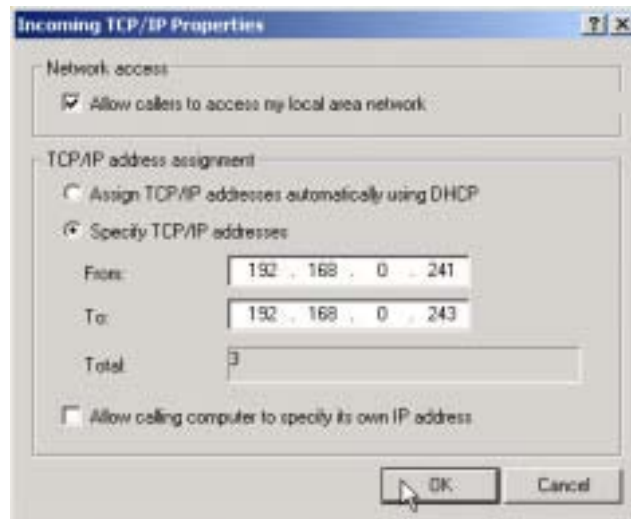 Incoming TCP/IP Properties
Network access
Allow callers to access my local area network
TCP/IP address assignment
Assign TCP/IP addresses automatically using DHCP
Specify TCP/IP addresses
From: 192 . 168 . 0 . 241
To: 192 . 168 . 0 . 243
Total: 3
Allow calling computer to specify its own IP address
OK Cancel